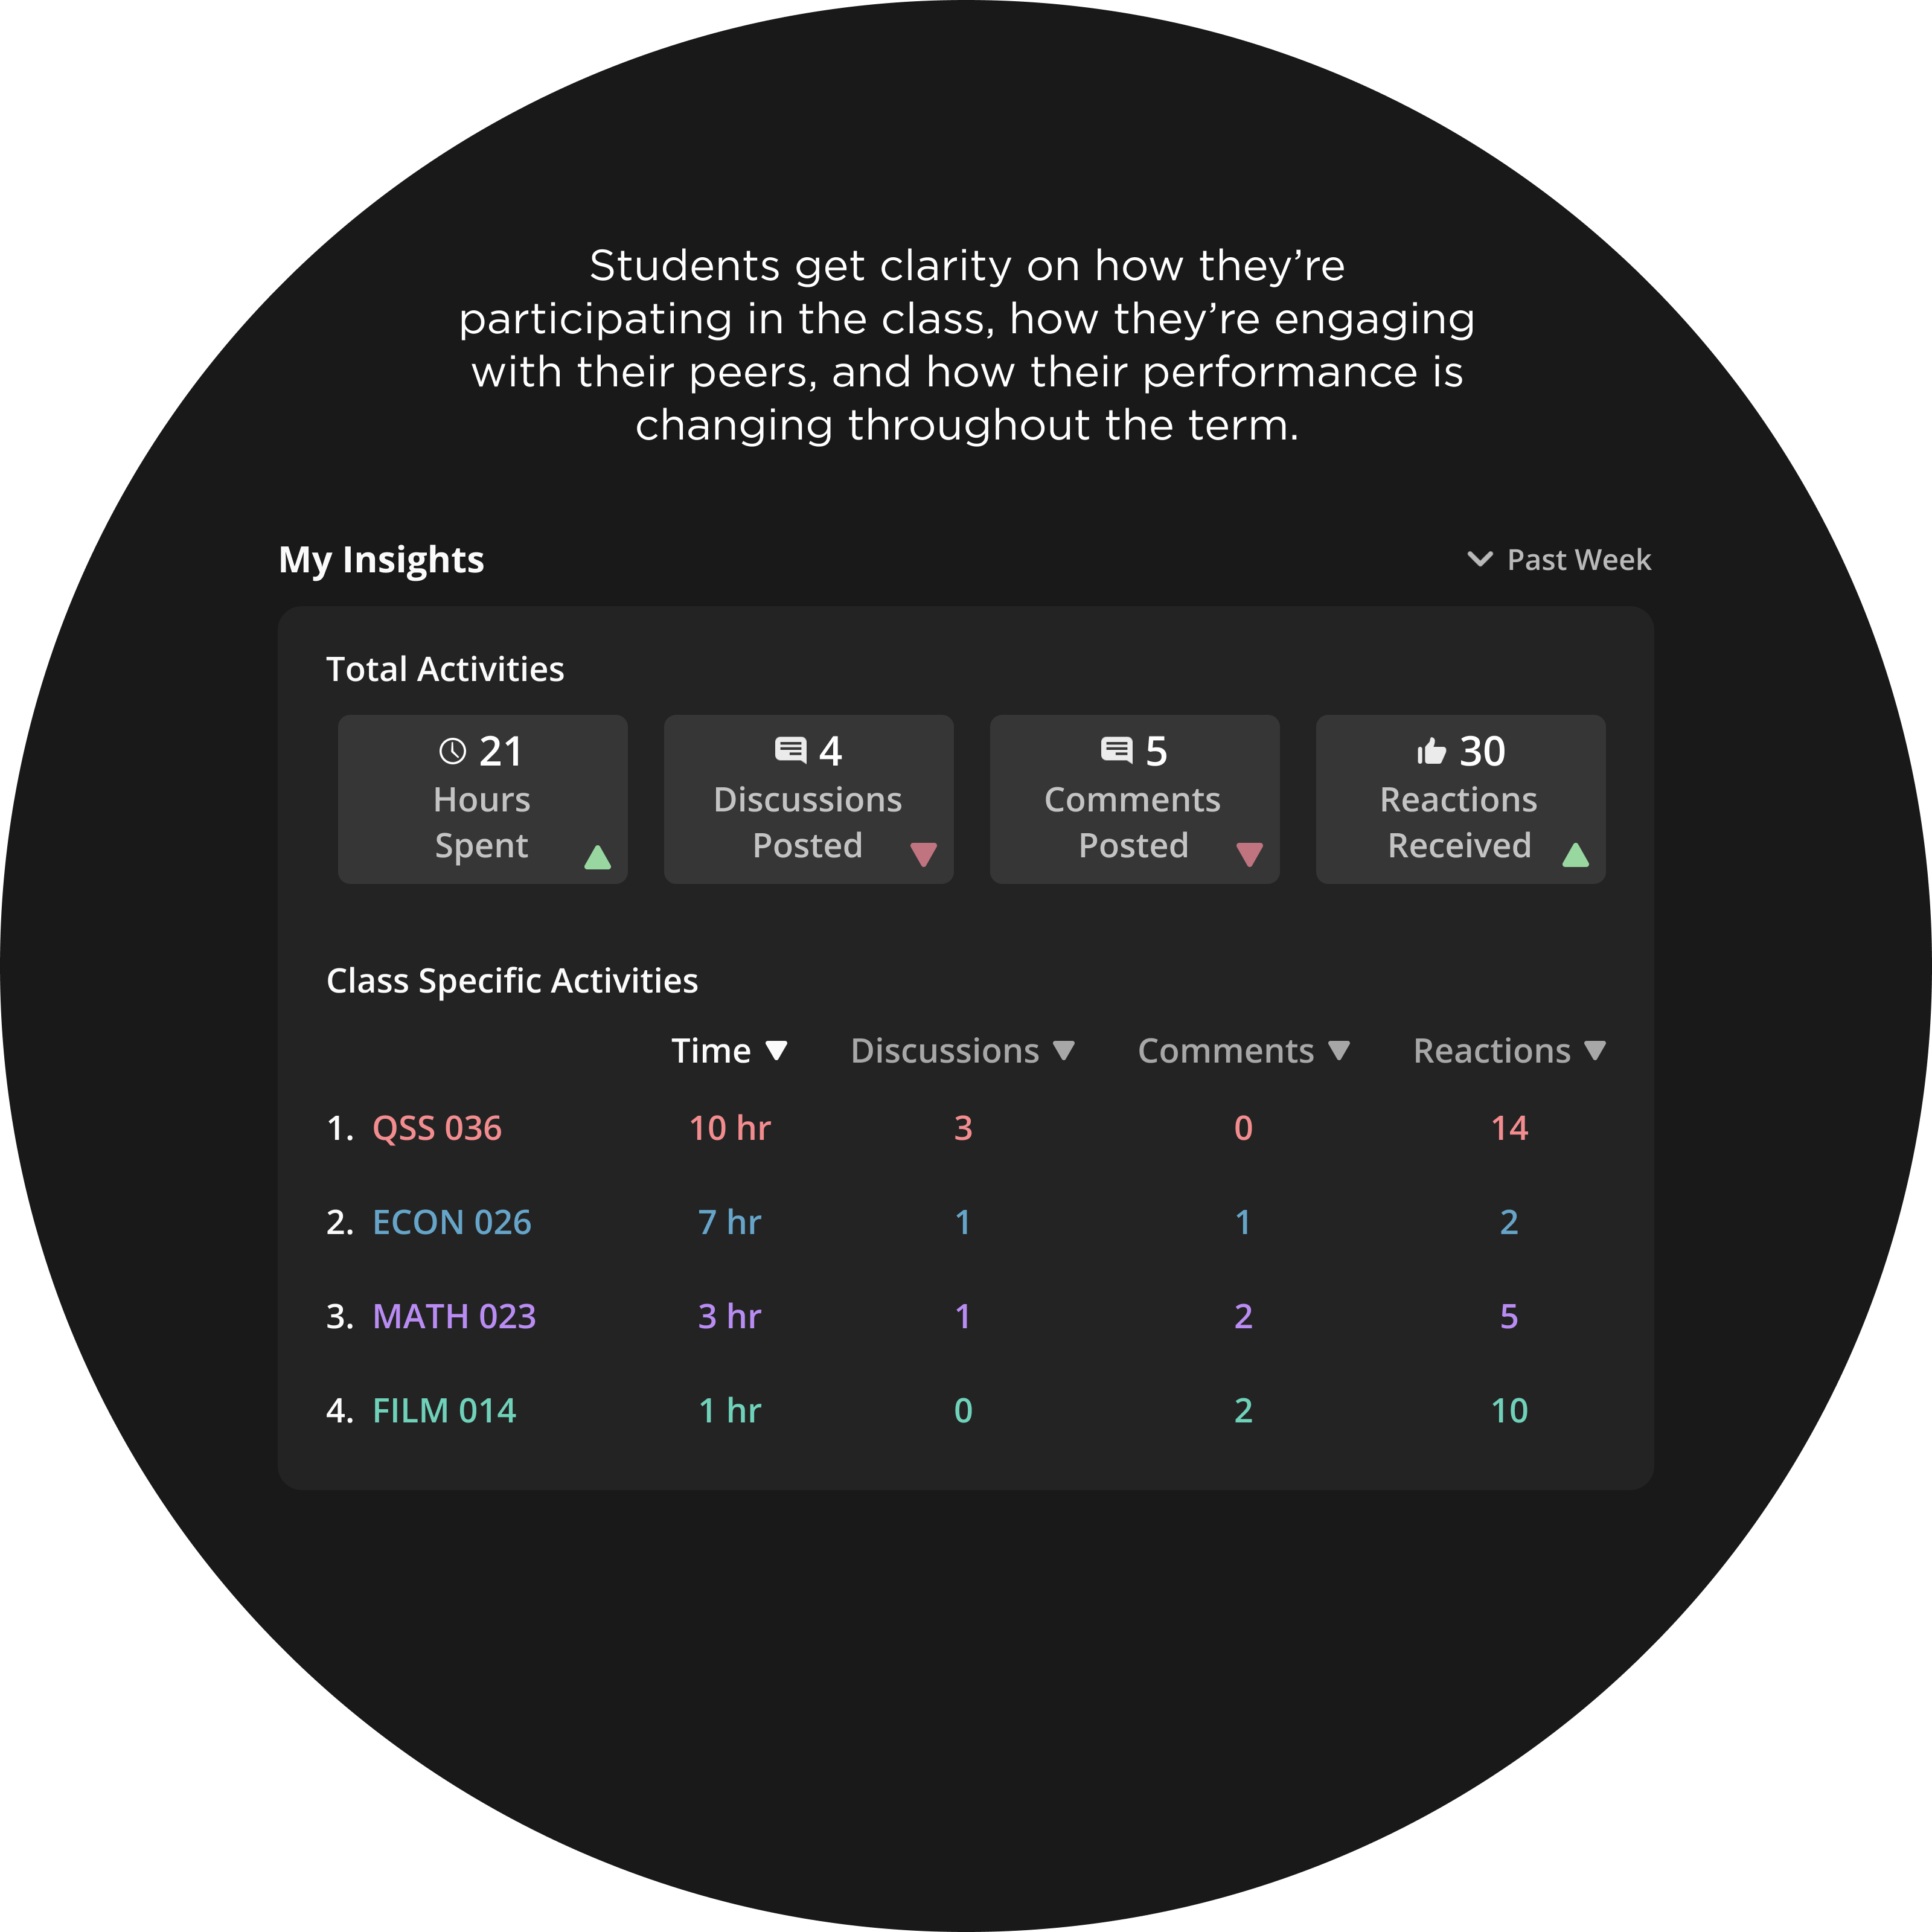 Students get clarity on how they’re
participating in the class, how they’re engaging
with their peers, and how their performance is
changing throughout the term.
My Insights
Past Week
Total Activities
21
Hours
Spent
4
Discussions
Posted
5
Comments
Posted
30
Reactions
Received
Class Specific Activities
Time Discussions Comments Reactions
1. QSS 036 10 hr 3 0 14
2. ECON 026 7 hr 1 1 2
3. MATH 023 3 hr 1 2 5
4. FILM 014 1 hr 0 2 10